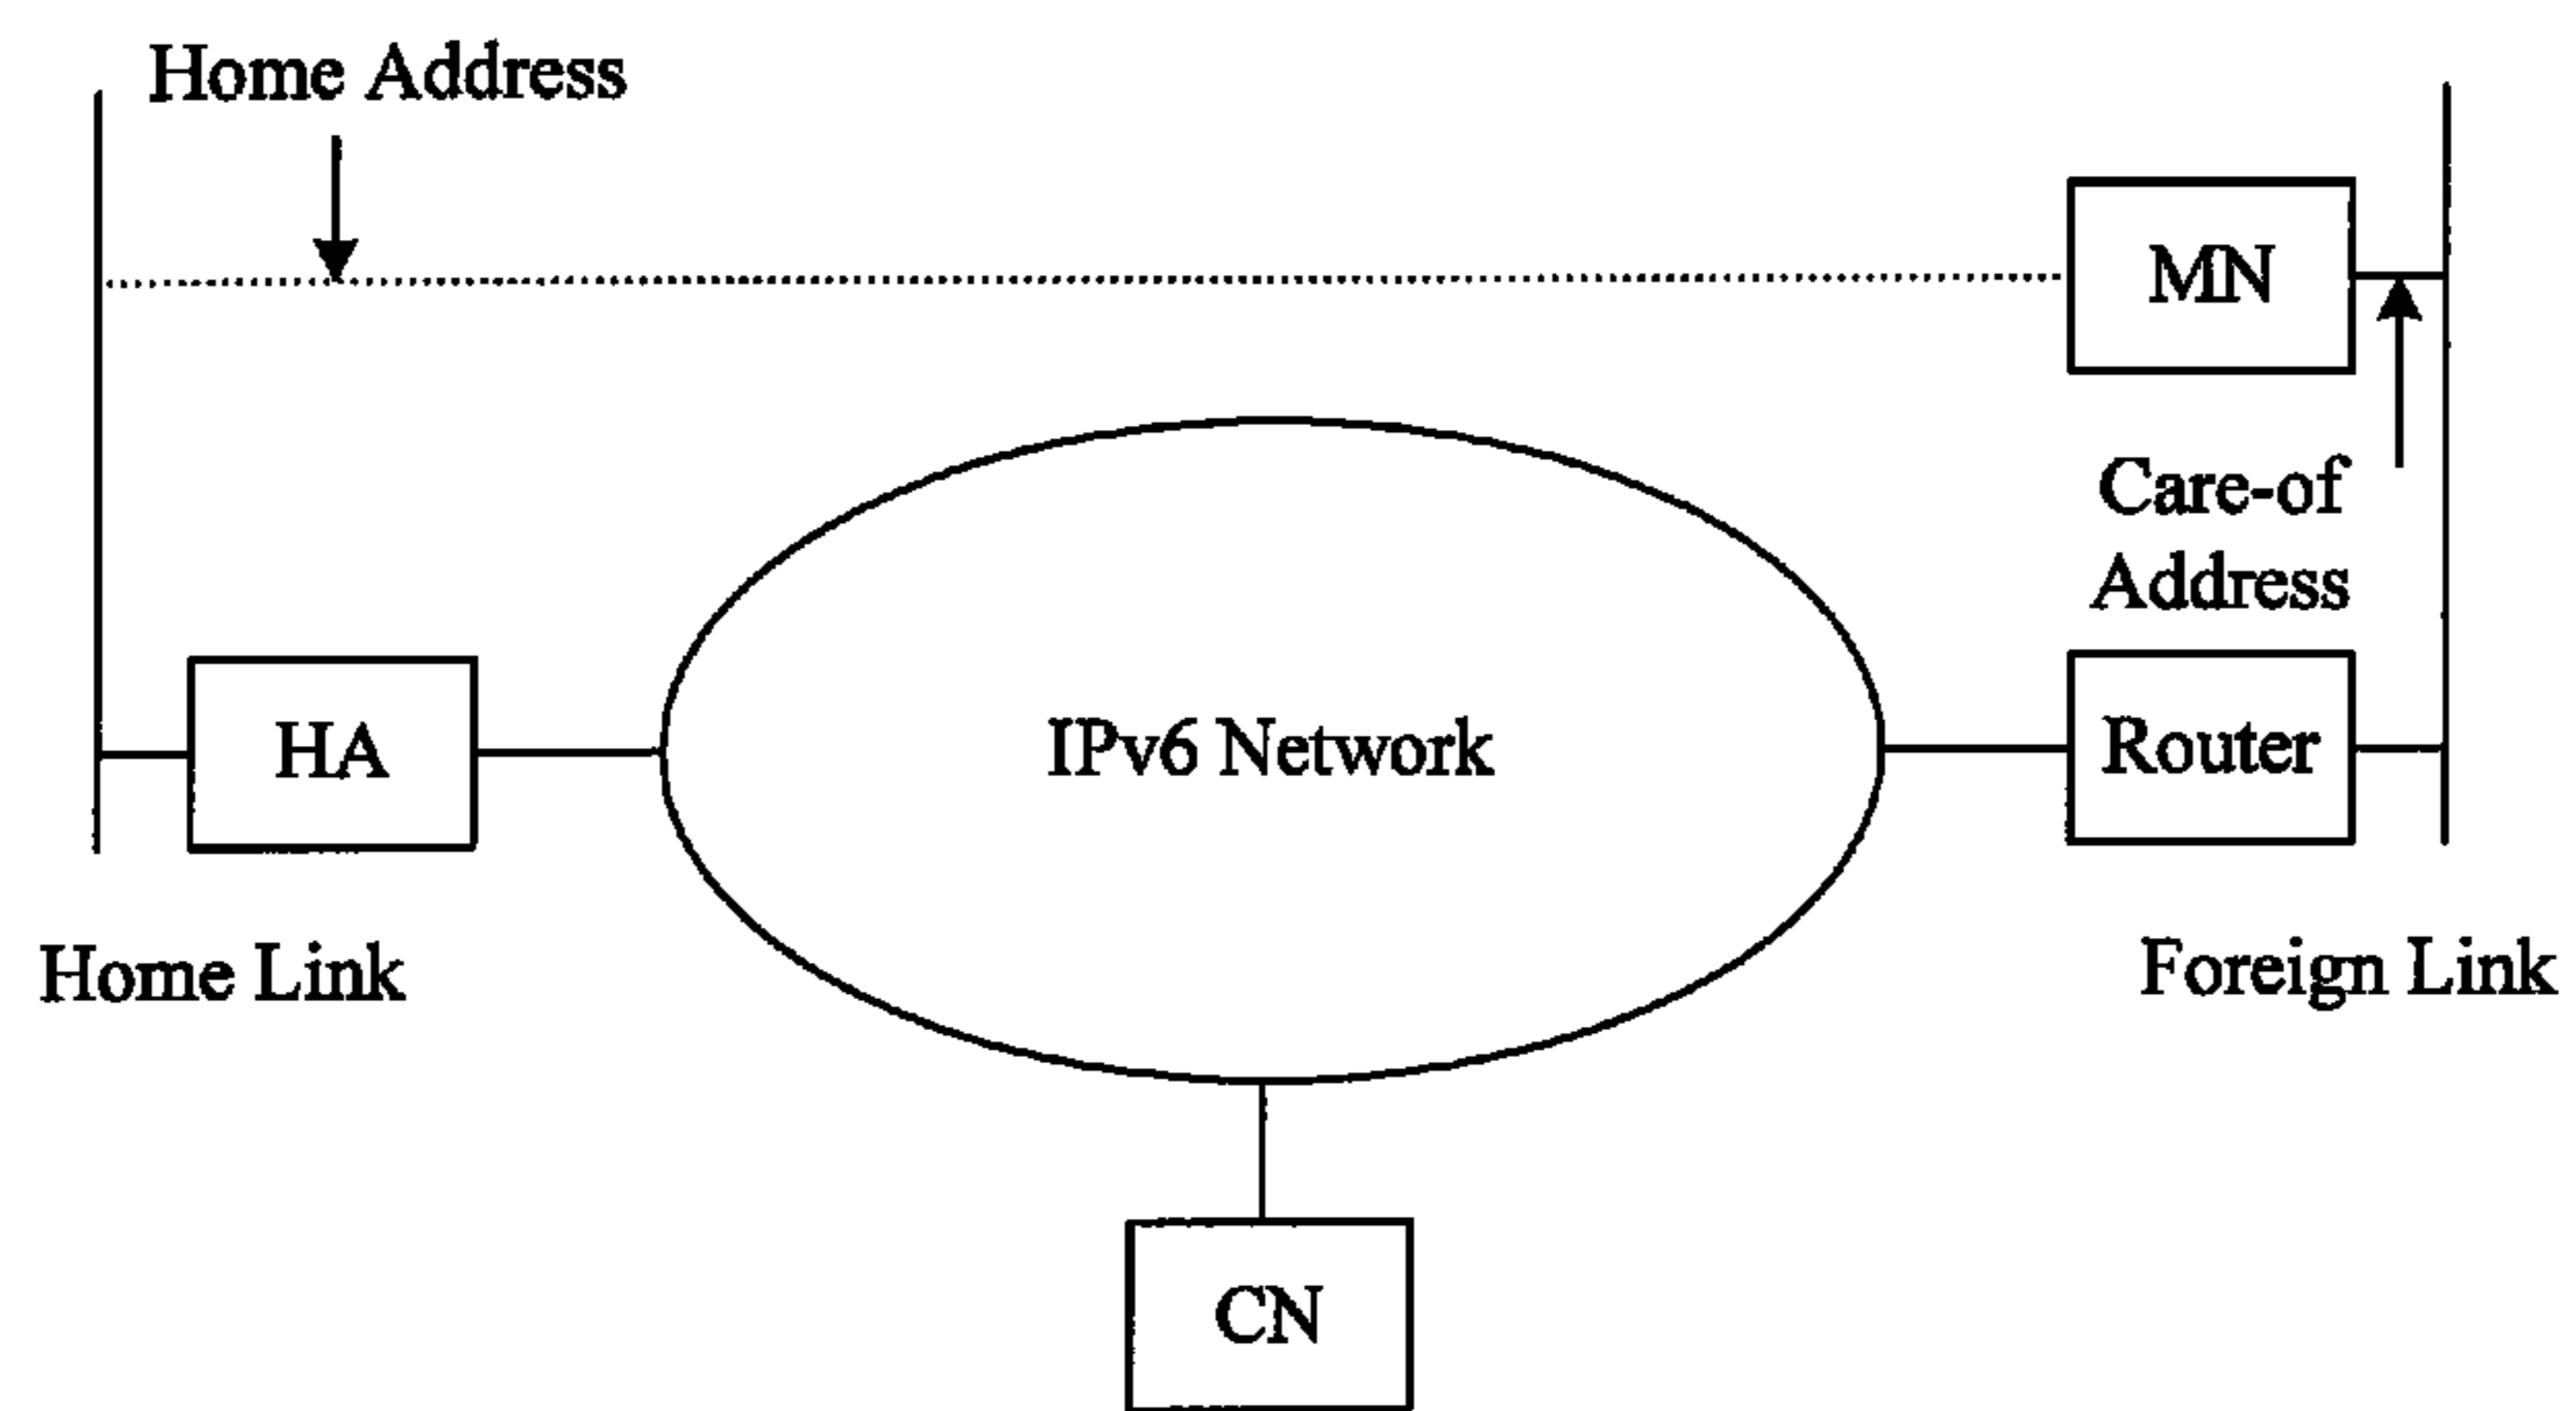 Home Address
MN
Care-of
Address
HA
IPv6 Network
Router
Home Link
Foreign Link
CN